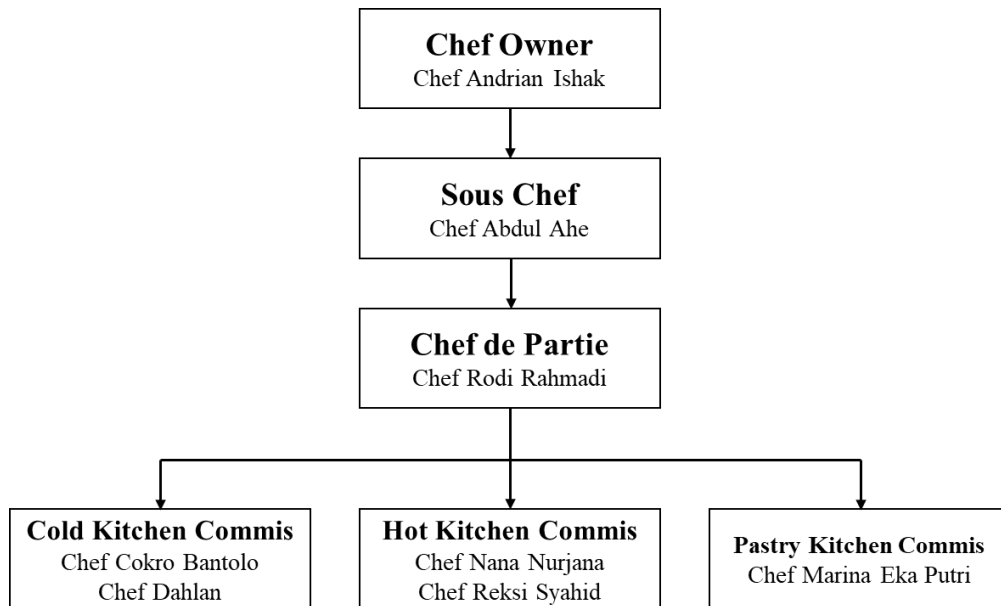 Chef Owner
Chef Andrian Ishak
Sous Chef
Chef Abdul Ahe
Chef de Partie
Chef Rodi Rahmadi
Cold Kitchen Commis
Chef Cokro Bantolo
Chef Dahlan
Hot Kitchen Commis
Chef Nana Nurjana
Chef Reksi Syahid
Pastry Kitchen Commis
Chef Marina Eka Putri